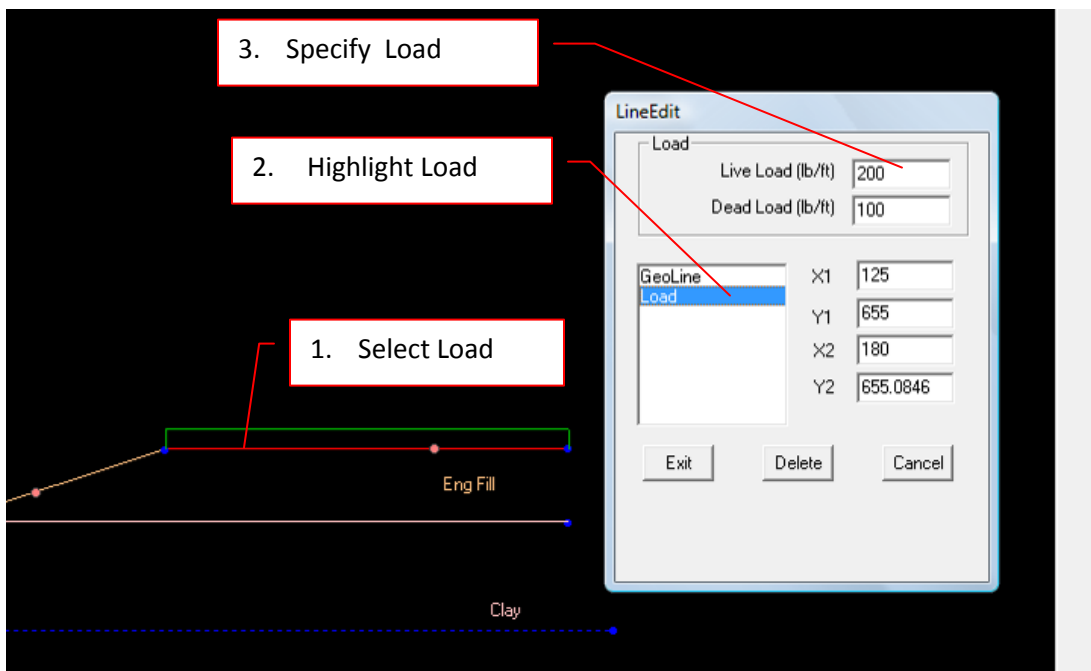 3. Specify Load
LineEdit
Load
Live Load (lb/ft) 200
2. Highlight Load
Dead Load (lb/ft) 100
GeoLine
Load
X1 125
Y1 655
X2 180
Y2 655.0846
1. Select Load
Exit Delete Cancel
Eng Fill
Clay